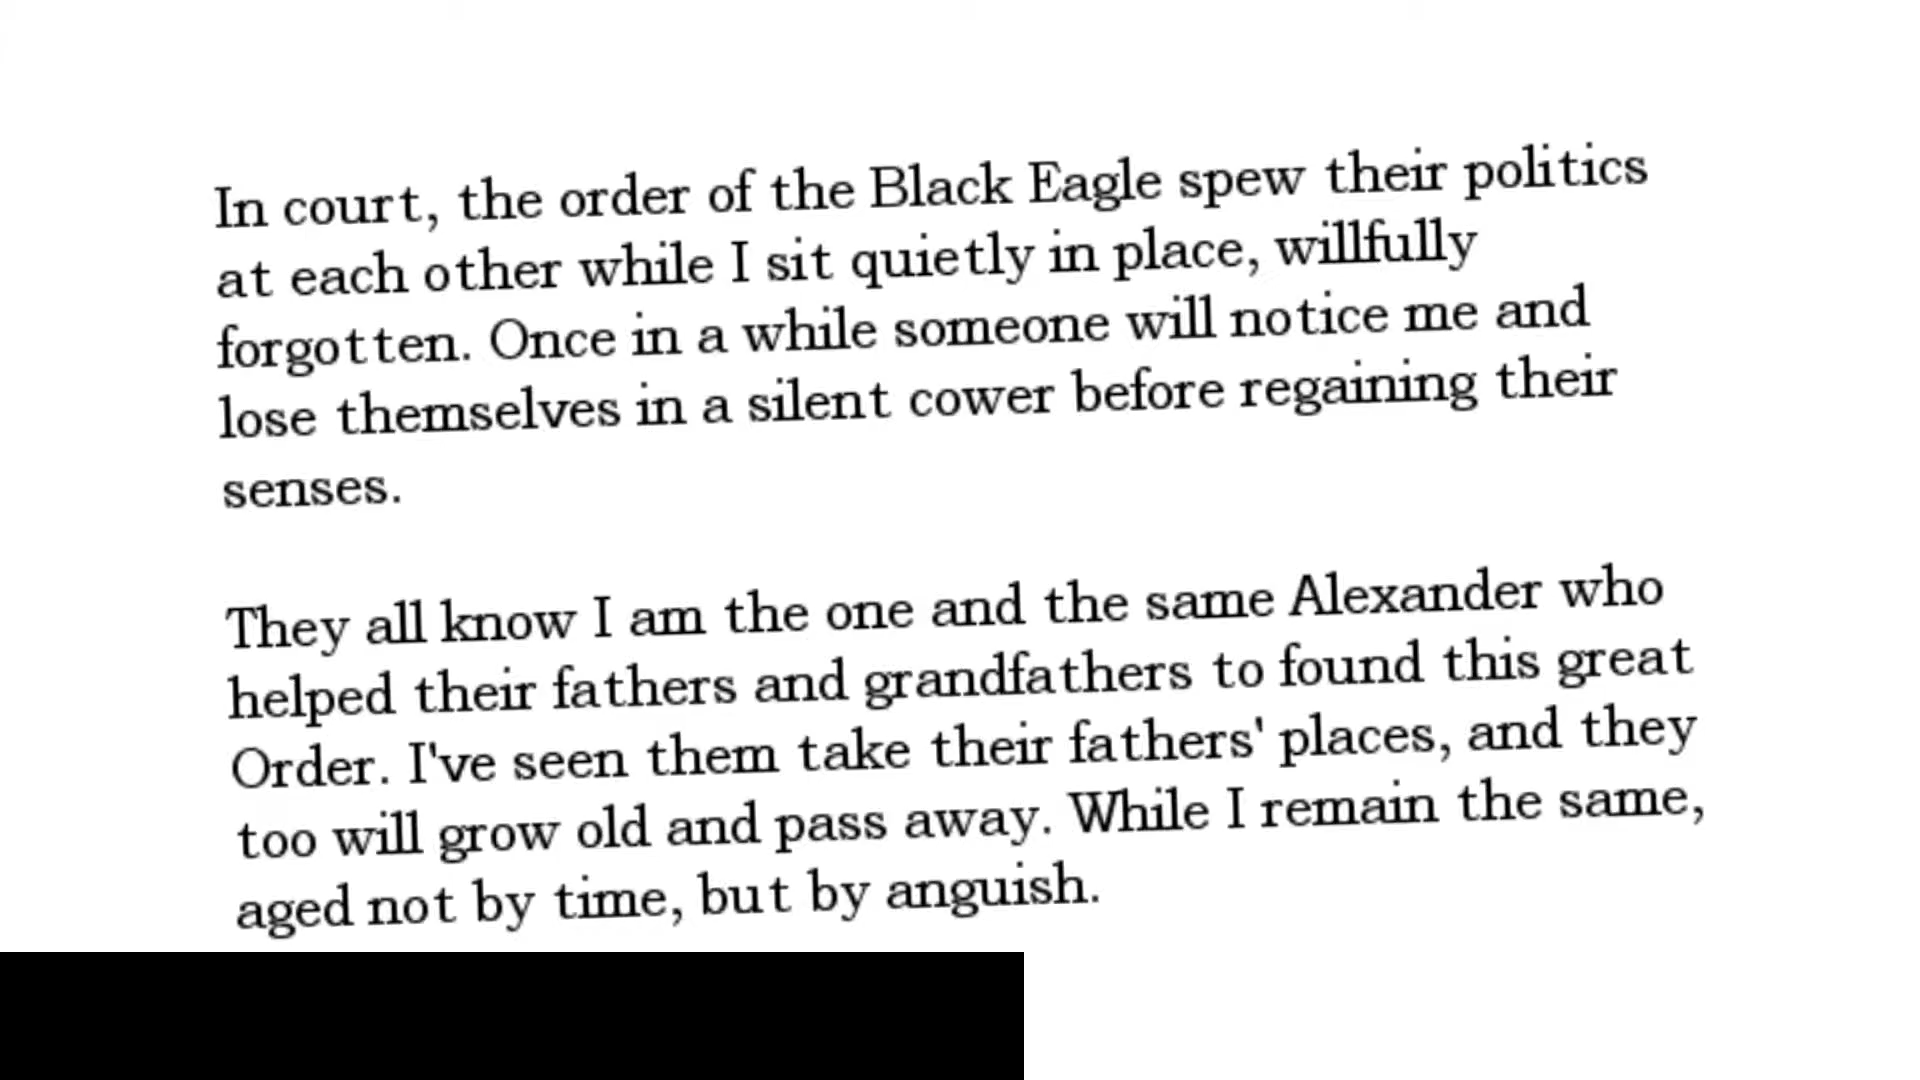 In court, the order of the Black Eagle spew their politics
at each other while I sit quietly in place, willfully
forgotten. Once in a while someone will notice me and
lose themselves in a silent cower before regaining their
senses.
They all know I am the one and the same Alexander who
helped their fathers and grandfathers to found this great
Order. I've seen them take their fathers' places, and they
too will grow old and pass away. While I remain the same,
aged not by time, but by anguish.